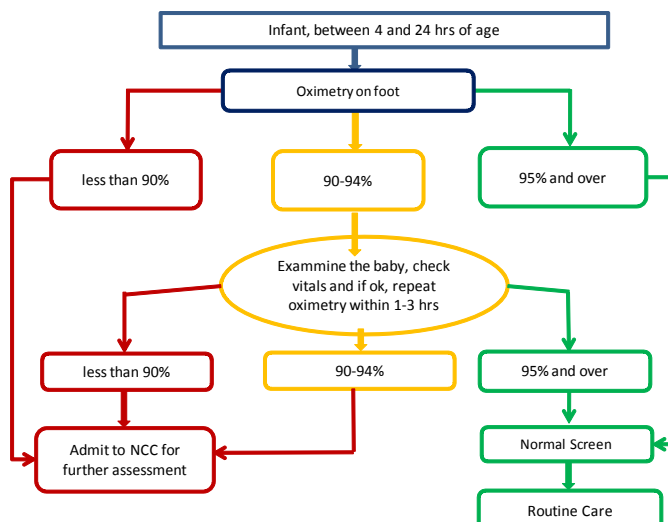 Infant, between 4 and 24 hrs of age
Oximetry on foot
less than 90%
90-94%
95% and over
Exammine the baby, check
vitals and if ok, repeat
oximetry within 1-3 hrs
less than 90%
90-94%
95% and over
Admit to NCC for
further assessment
Normal Screen
Routine Care